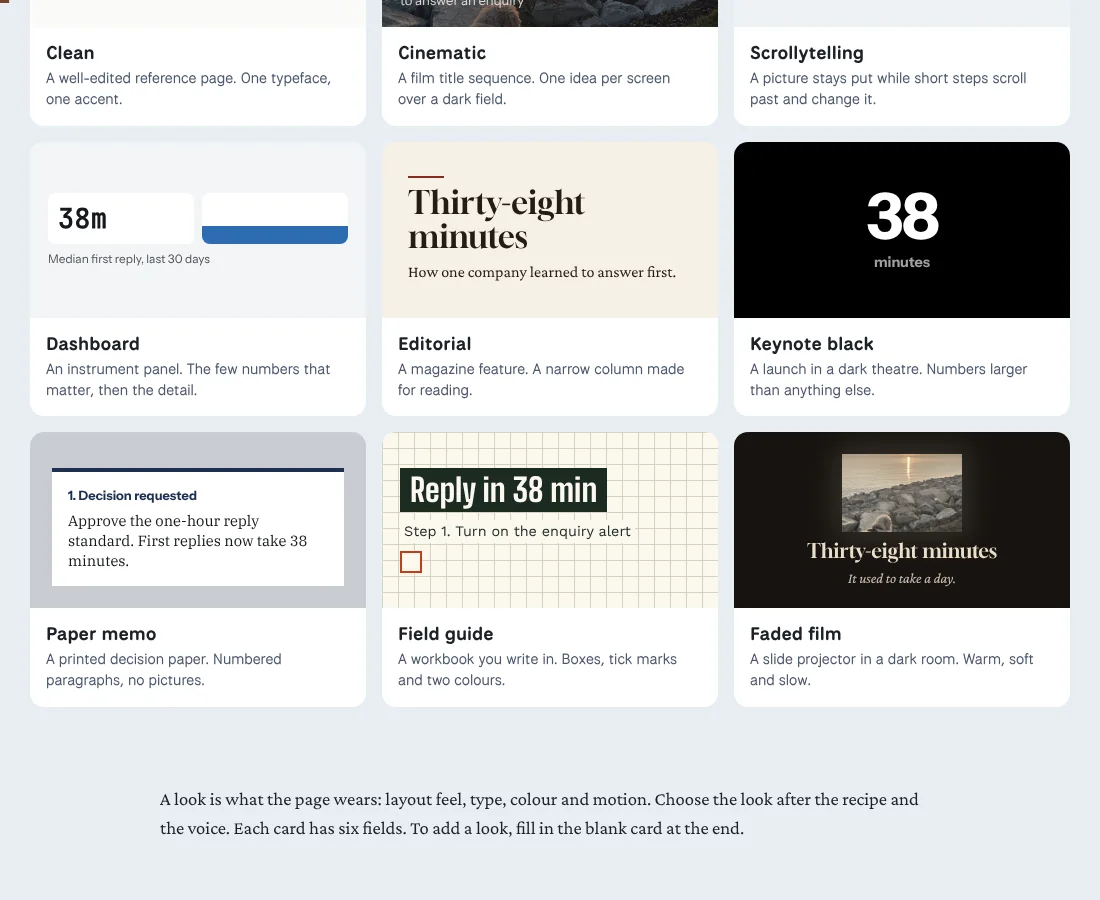 to answer an enquiry
Clean
A well-edited reference page. One typeface,
one accent.
Cinematic
A film title sequence. One idea per screen
over a dark field.
Scrollytelling
A picture stays put while short steps scroll
past and change it.
38m
Median first reply, last 30 days
Dashboard
An instrument panel. The few numbers that
matter, then the detail.
Thirty-eight
minutes
How one company learned to answer first.
Editorial
A magazine feature. A narrow column made
for reading.
38
minutes
Keynote black
A launch in a dark theatre. Numbers larger
than anything else.
1. Decision requested
Approve the one-hour reply
standard. First replies now take 38
minutes.
Paper memo
A printed decision paper. Numbered
paragraphs, no pictures.
Reply in 38 min
Step 1. Turn on the enquiry alert
Field guide
A workbook you write in. Boxes, tick marks
and two colours.
Thirty-eight minutes
It used to take a day.
Faded film
A slide projector in a dark room. Warm, soft
and slow.
A look is what the page wears: layout feel, type, colour and motion. Choose the look after the recipe and
the voice. Each card has six fields. To add a look, fill in the blank card at the end.